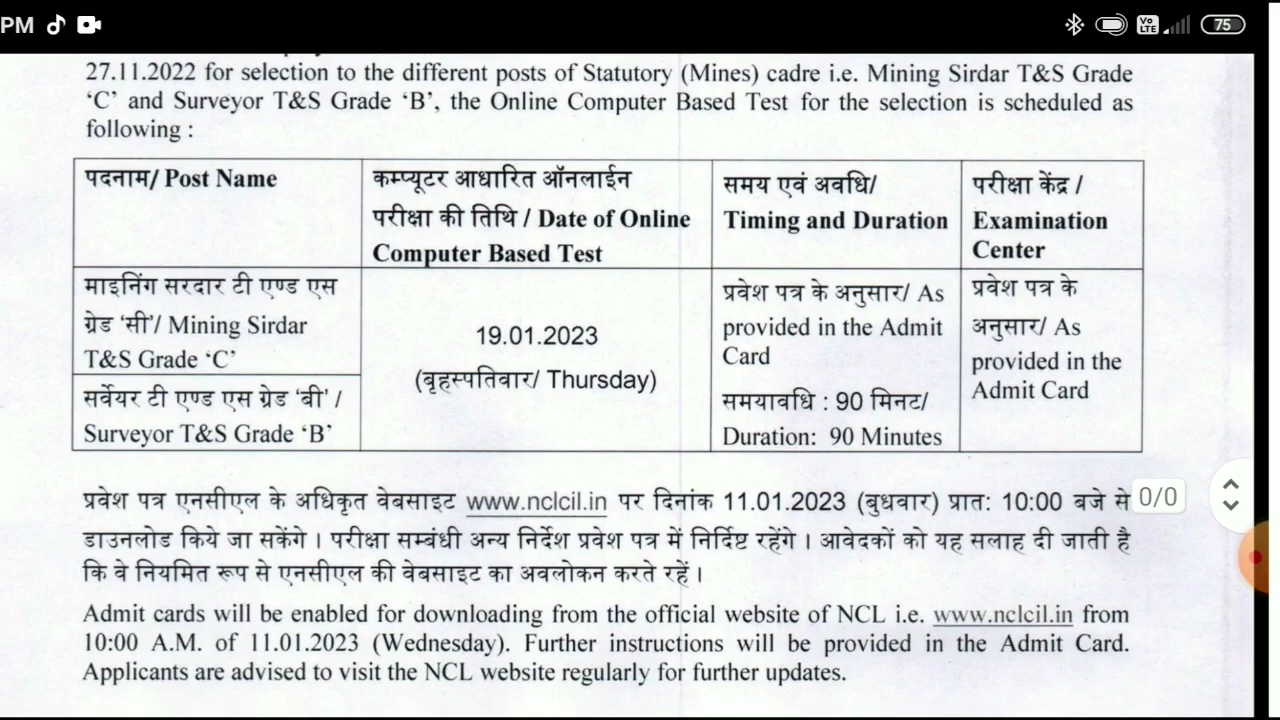 PM
VoLTE
75
27.11.2022 for selection to the different posts of Statutory (Mines) cadre i.e. Mining Sirdar T&S Grade
‘C’ and Surveyor T&S Grade ‘B’, the Online Computer Based Test for the selection is scheduled as
following :
पदनाम/ Post Name
कम्प्यूटर आधारित ऑनलाईन
परीक्षा की तिथि / Date of Online
Computer Based Test
समय एवं अवधि/
Timing and Duration
परीक्षा केंद्र /
Examination
Center
माइनिंग सरदार टी एण्ड एस
ग्रेड ‘सी’/ Mining Sirdar
T&S Grade ‘C’
सर्वेयर टी एण्ड एस ग्रेड ‘बी’ /
Surveyor T&S Grade ‘B’
19.01.2023
(बृहस्पतिवार/ Thursday)
प्रवेश पत्र के अनुसार/ As
provided in the Admit
Card
समयावधि : 90 मिनट/
Duration: 90 Minutes
प्रवेश पत्र के
अनुसार/ As
provided in the
Admit Card
प्रवेश पत्र एनसीएल के अधिकृत वेबसाइट www.nclcil.in पर दिनांक 11.01.2023 (बुधवार) प्रात: 10:00 बजे से
0/0
डाउनलोड किये जा सकेंगे। परीक्षा सम्बंधी अन्य निर्देश प्रवेश पत्र में निर्दिष्ट रहेंगे। आवेदकों को यह सलाह दी जाती है
कि वे नियमित रूप से एनसीएल की वेबसाइट का अवलोकन करते रहें।
Admit cards will be enabled for downloading from the official website of NCL i.e. www.nclcil.in from
10:00 A.M. of 11.01.2023 (Wednesday). Further instructions will be provided in the Admit Card.
Applicants are advised to visit the NCL website regularly for further updates.